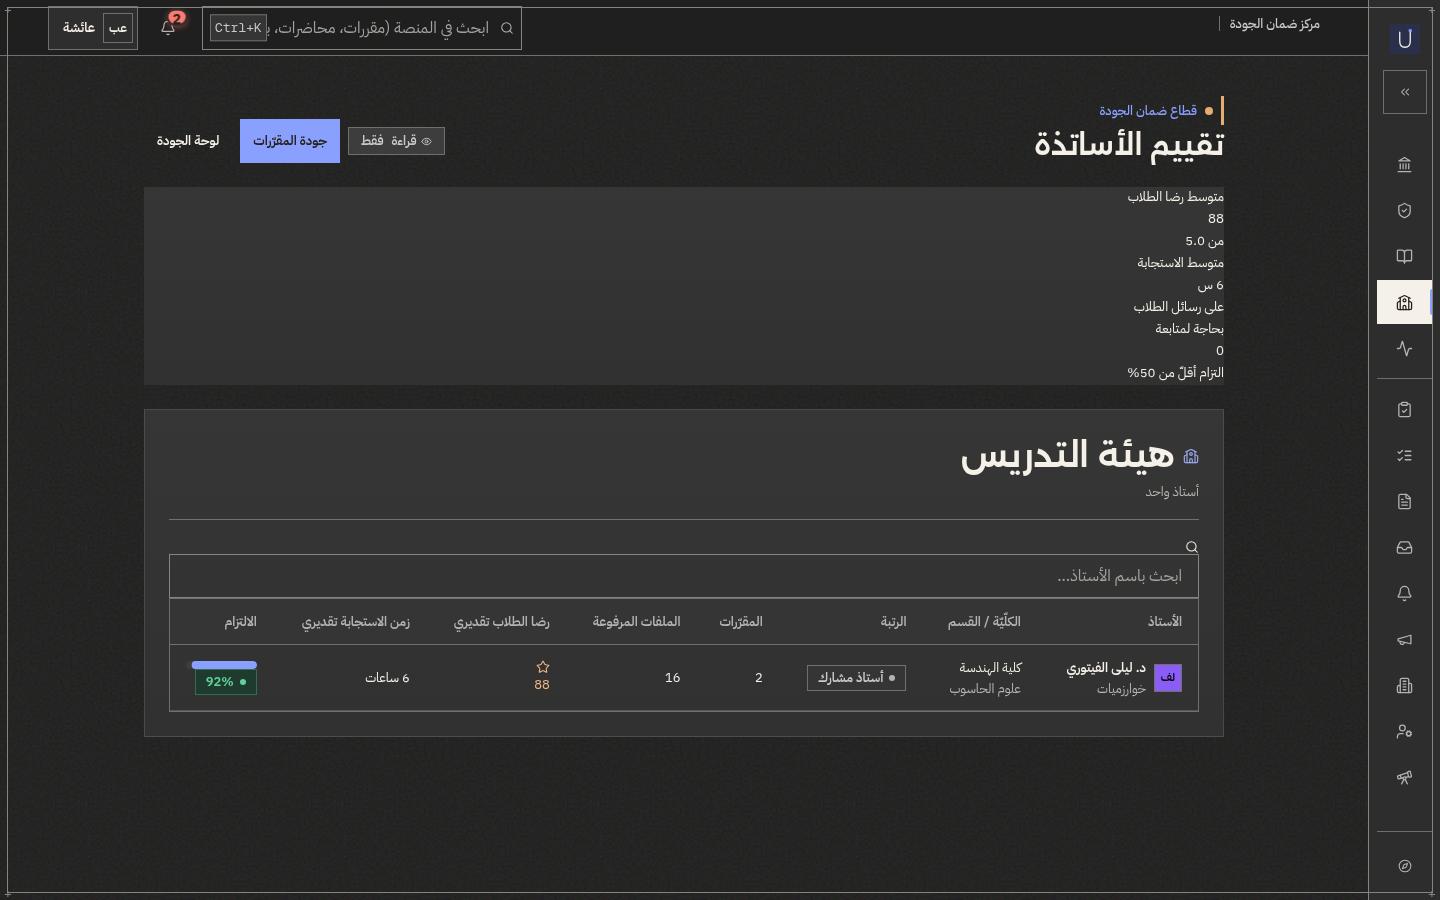 مركز ضمان الجودة
ابحث في المنصة (مقررات، محاضرات، ب
Ctrl+K
2
عب
عائشة
U
قطاع ضمان الجودة
تقييم الأساتذة
قراءة فقط
جودة المقرّرات
لوحة الجودة
متوسط رضا الطلاب
88
من 5.0
متوسط الاستجابة
6 س
على رسائل الطلاب
بحاجة لمتابعة
0
التزام أقلّ من 50%
هيئة التدريس
أستاذ واحد
ابحث باسم الأستاذ...
الأستاذ
الكلّيّة / القسم
الرتبة
المقرّرات
الملفات المرفوعة
رضا الطلاب تقديري
زمن الاستجابة تقديري
الالتزام
لف
د. ليلى الفيتوري
خوارزميات
كلية الهندسة
علوم الحاسوب
أستاذ مشارك
2
16
88
6 ساعات
92%